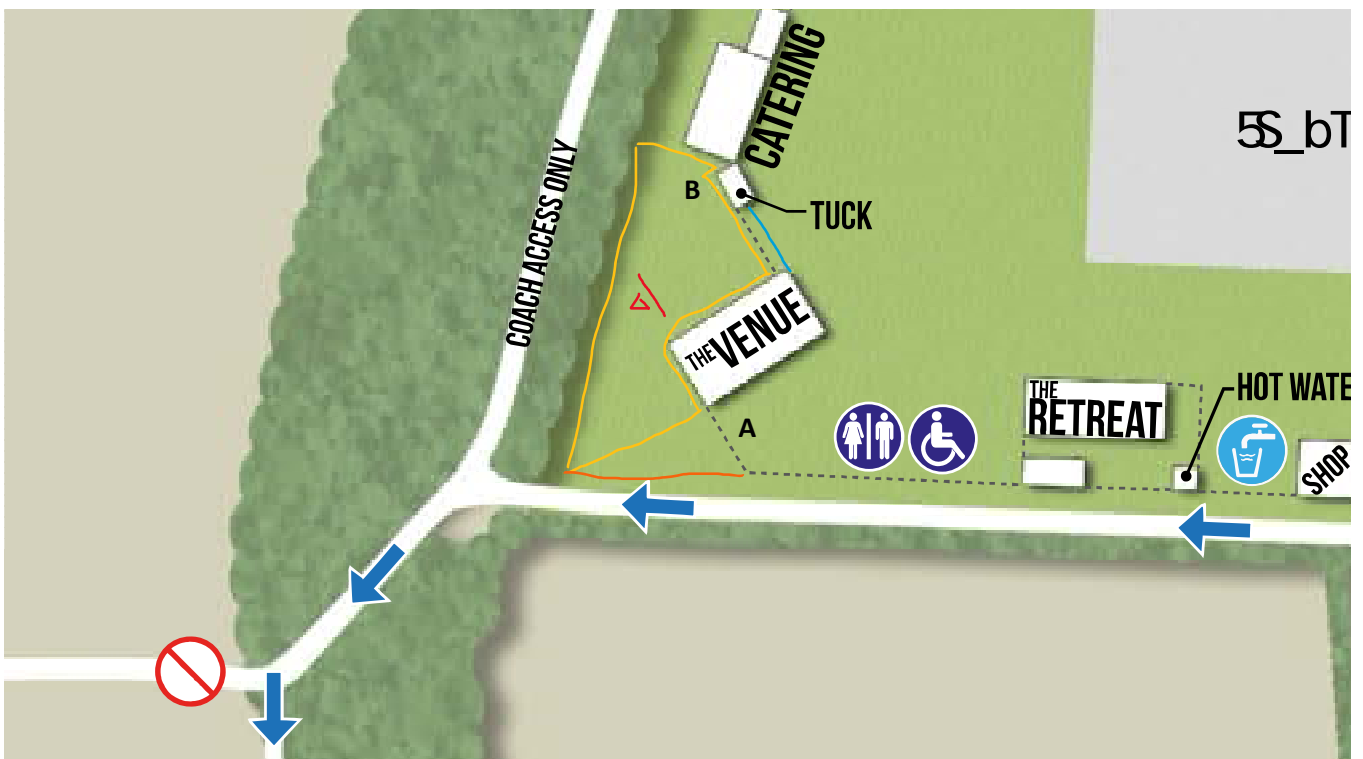 CATERING
5S_bT
COACH ACCESS ONLY
B
TUCK
THE VENUE
THE
RETREAT
HOT WATE
A
SHOP